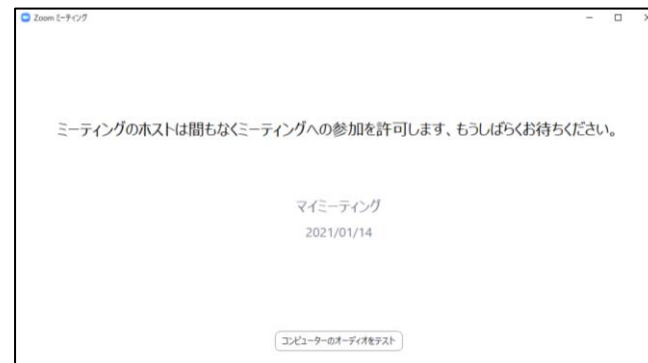 Zoom ミーティング
ミーティングのホストは間もなくミーティングへの参加を許可します、もうしばらくお待ちください。
マイミーティング
2021/01/14
コンピューターのオーディオをテスト